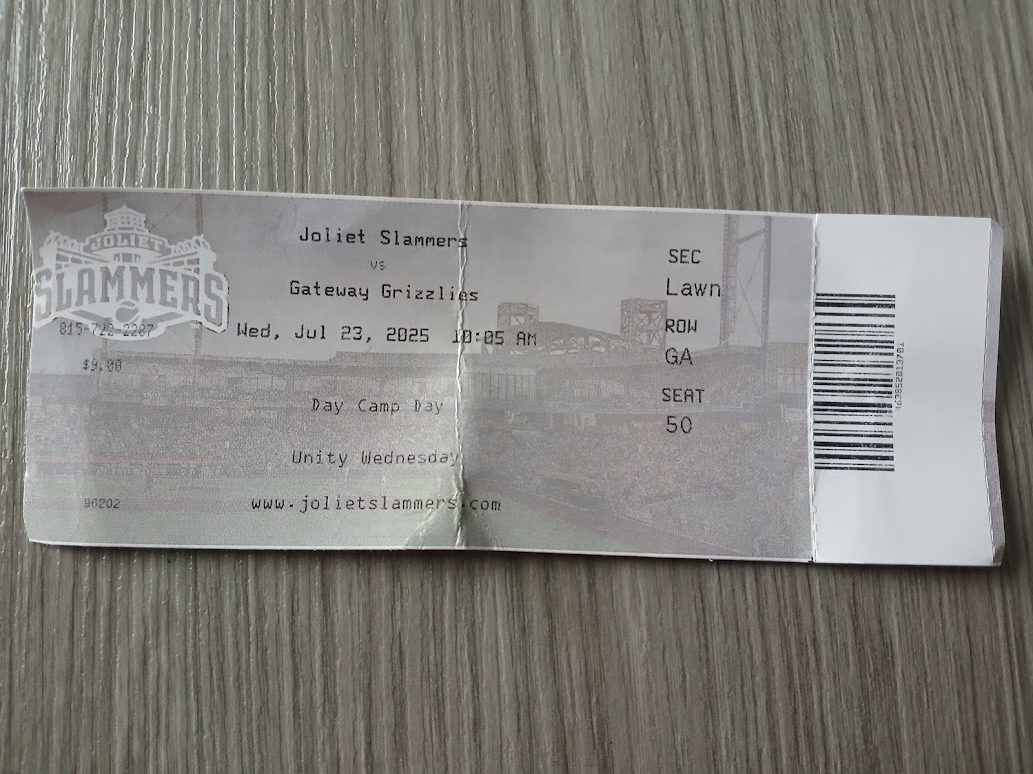 JOLIET
SLAMMERS
815-722-2287
$9.00
96202
Joliet Slammers
vs
Gateway Grizzlies
Wed, Jul 23, 2025 10:05 AM
Day Camp Day
Unity Wednesday
www.jolietslammers.com
SEC
Lawn
ROW
GA
SEAT
50